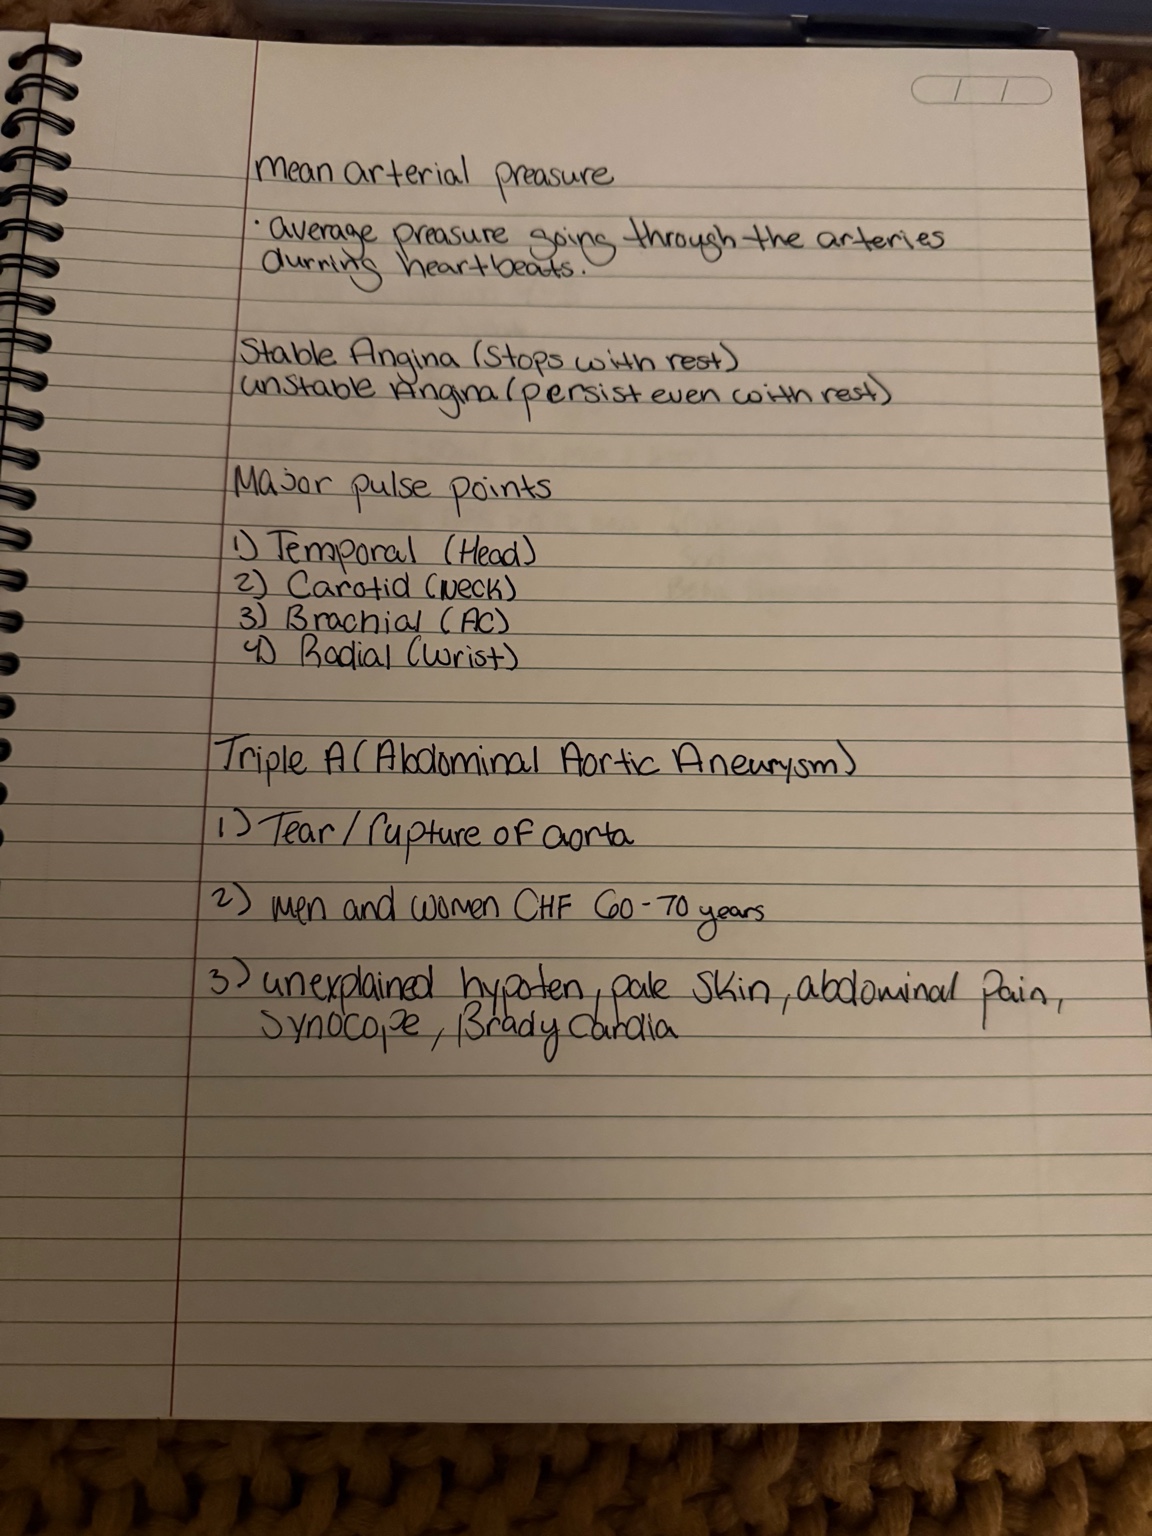 Mean arterial preasure
· average preasure going through the arteries
durring heartbeats.
Stable Angina (Stops with rest)
unstable Angina (persist even with rest)
Major pulse points
1) Temporal (Head)
2) Carotid (Neck)
3) Brachial (AC)
4) Radial (Wrist)
Triple A (Abdominal Aortic Aneurysm)
1) Tear / rupture of aorta
2) men and women CHF 60-70 years
3) unexplained hypoten, pale skin, abdominal pain,
Synocope, Brady Cardia